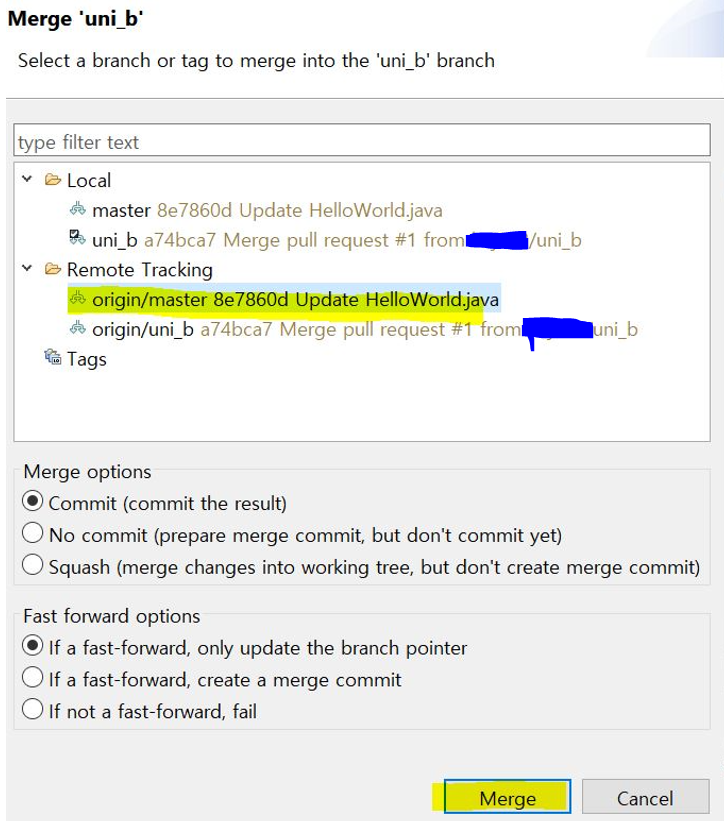 Merge 'uni_b'
Select a branch or tag to merge into the 'uni_b' branch
type filter text
Local
master 8e7860d Update HelloWorld.java
uni_b a74bca7 Merge pull request #1 from /uni_b
Remote Tracking
origin/master 8e7860d Update HelloWorld.java
origin/uni_b a74bca7 Merge pull request #1 from uni_b
Tags
Merge options
Commit (commit the result)
No commit (prepare merge commit, but don't commit yet)
Squash (merge changes into working tree, but don't create merge commit)
Fast forward options
If a fast-forward, only update the branch pointer
If a fast-forward, create a merge commit
If not a fast-forward, fail
Merge Cancel